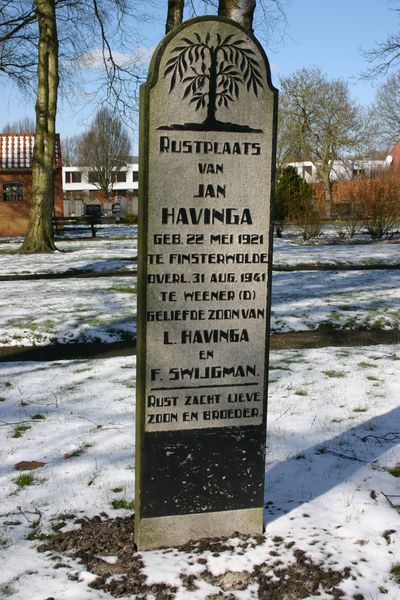 RUSTPLAATS
VAN
JAN
HAVINGA
GEB. 22 MEI 1921
TE FINSTERWOLDE
OVERL. 31 AUG. 1941
TE WEENER (D)
GELIEFDE ZOON VAN
L. HAVINGA
EN
F. SWIJGMAN.
RUST ZACHT LIEVE
ZOON EN BROEDER.